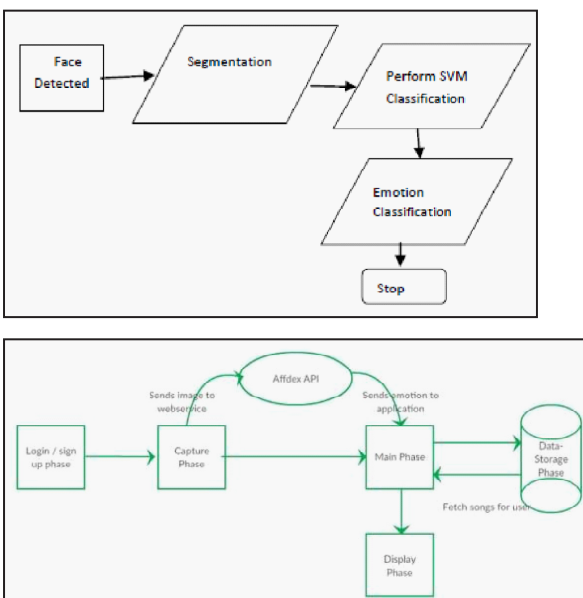 Face
Detected
Segmentation
Perform SVM
Classification
Emotion
Classification
Stop
Affdex API
Sends image to
webservice
Sends emotion to
application
Login / sign
up phase
Capture
Phase
Main Phase
Data-
Storage
Phase
Fetch songs for user
Display
Phase